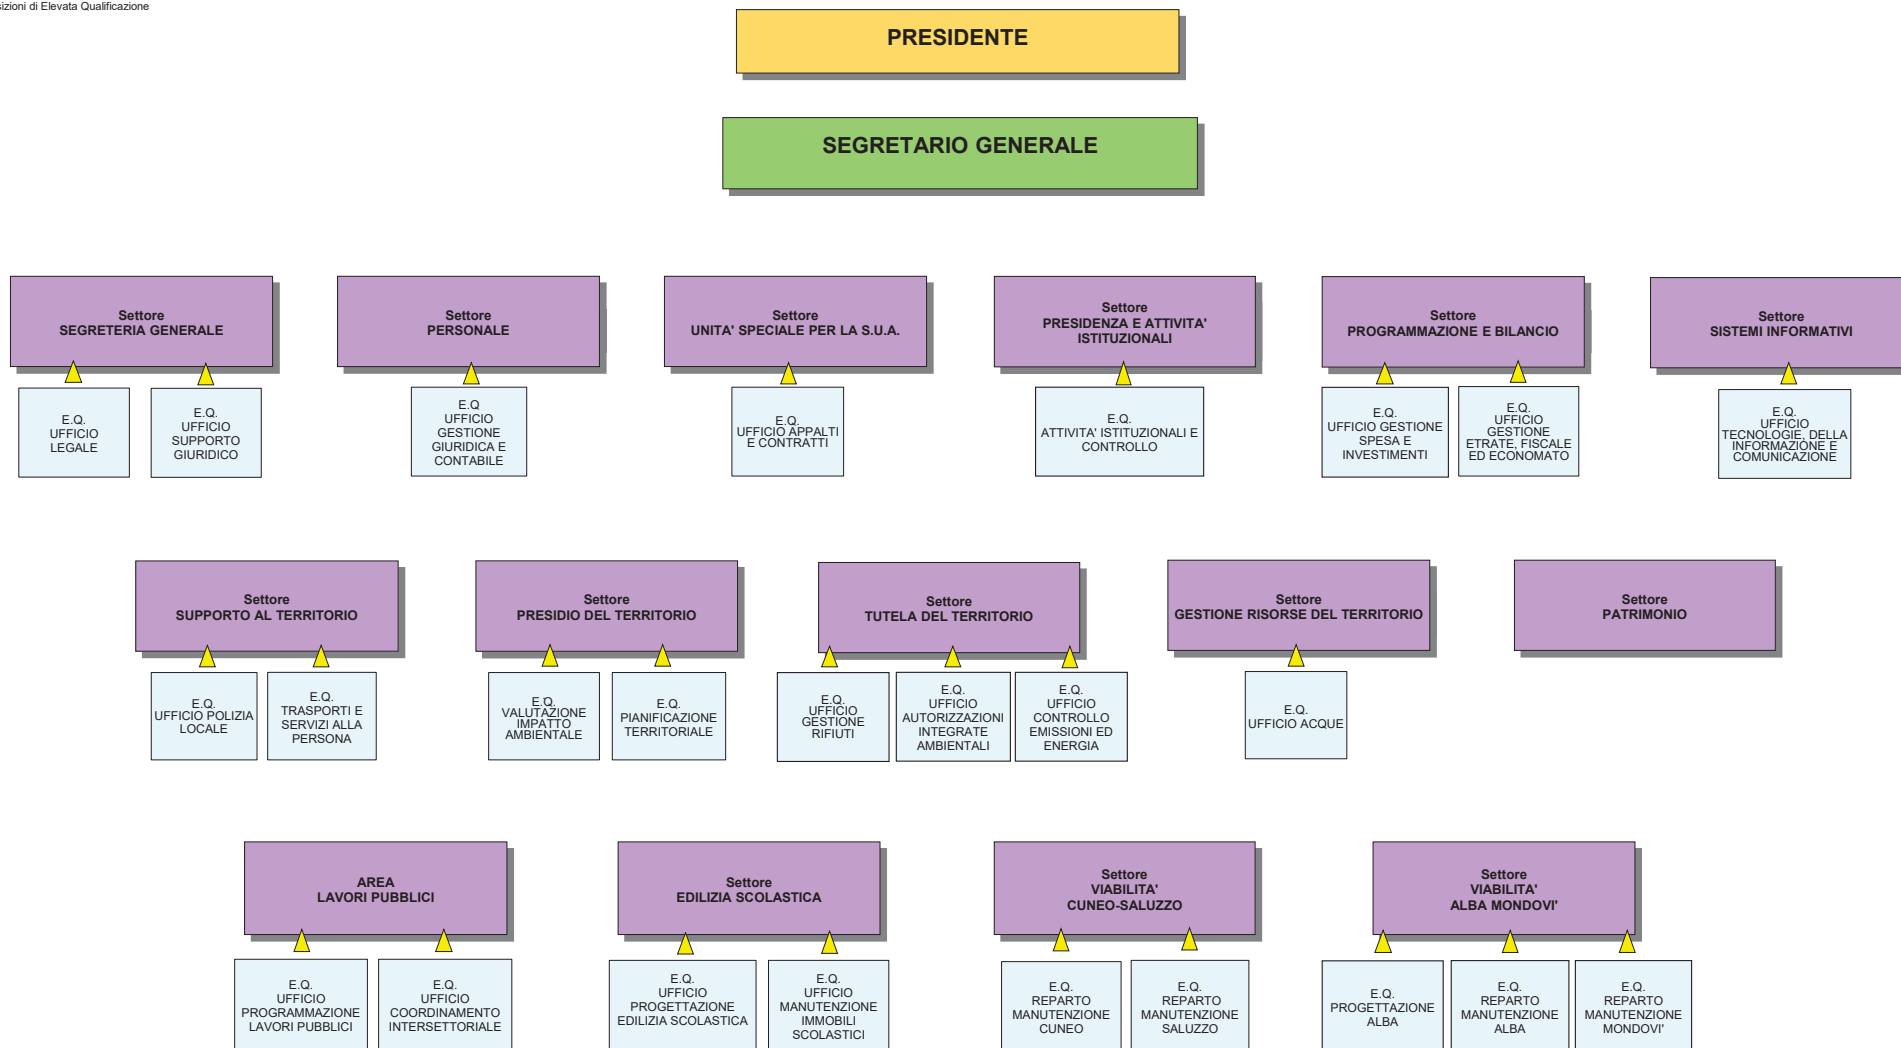 di Elevata Qualificazione
PRESIDENTE
SEGRETARIO GENERALE
Settore
SEGRETERIA GENERALE
Settore
PERSONALE
Settore
UNITA' SPECIALE PER LA S.U.A.
Settore
PRESIDENZA E ATTIVITA'
ISTITUZIONALI
Settore
PROGRAMMAZIONE E BILANCIO
Settore
SISTEMI INFORMATIVI
E.Q.
UFFICIO
LEGALE
E.Q.
UFFICIO
SUPPORTO
GIURIDICO
E.Q
UFFICIO
GESTIONE
GIURIDICA E
CONTABILE
E.Q.
UFFICIO APPALTI
E CONTRATTI
E.Q.
ATTIVITA' ISTITUZIONALI E
CONTROLLO
E.Q.
UFFICIO GESTIONE
SPESA E
INVESTIMENTI
E.Q.
UFFICIO
GESTIONE
ETRATE, FISCALE
ED ECONOMATO
E.Q.
UFFICIO
TECNOLOGIE, DELLA
INFORMAZIONE E
COMUNICAZIONE
Settore
SUPPORTO AL TERRITORIO
Settore
PRESIDIO DEL TERRITORIO
Settore
TUTELA DEL TERRITORIO
Settore
GESTIONE RISORSE DEL TERRITORIO
Settore
PATRIMONIO
E.Q.
UFFICIO POLIZIA
LOCALE
E.Q.
TRASPORTI E
SERVIZI ALLA
PERSONA
E.Q.
VALUTAZIONE
IMPATTO
AMBIENTALE
E.Q.
PIANIFICAZIONE
TERRITORIALE
E.Q.
UFFICIO
GESTIONE
RIFIUTI
E.Q.
UFFICIO
AUTORIZZAZIONI
INTEGRATE
AMBIENTALI
E.Q.
UFFICIO
CONTROLLO
EMISSIONI ED
ENERGIA
E.Q.
UFFICIO ACQUE
AREA
LAVORI PUBBLICI
Settore
EDILIZIA SCOLASTICA
Settore
VIABILITA'
CUNEO-SALUZZO
Settore
VIABILITA'
ALBA MONDOVI'
E.Q.
UFFICIO
PROGRAMMAZIONE
LAVORI PUBBLICI
E.Q.
UFFICIO
COORDINAMENTO
INTERSETTORIALE
E.Q.
UFFICIO
PROGETTAZIONE
EDILIZIA SCOLASTICA
E.Q.
UFFICIO
MANUTENZIONE
IMMOBILI
SCOLASTICI
E.Q.
REPARTO
MANUTENZIONE
CUNEO
E.Q.
REPARTO
MANUTENZIONE
SALUZZO
E.Q.
PROGETTAZIONE
ALBA
E.Q.
REPARTO
MANUTENZIONE
ALBA
E.Q.
REPARTO
MANUTENZIONE
MONDOVI'